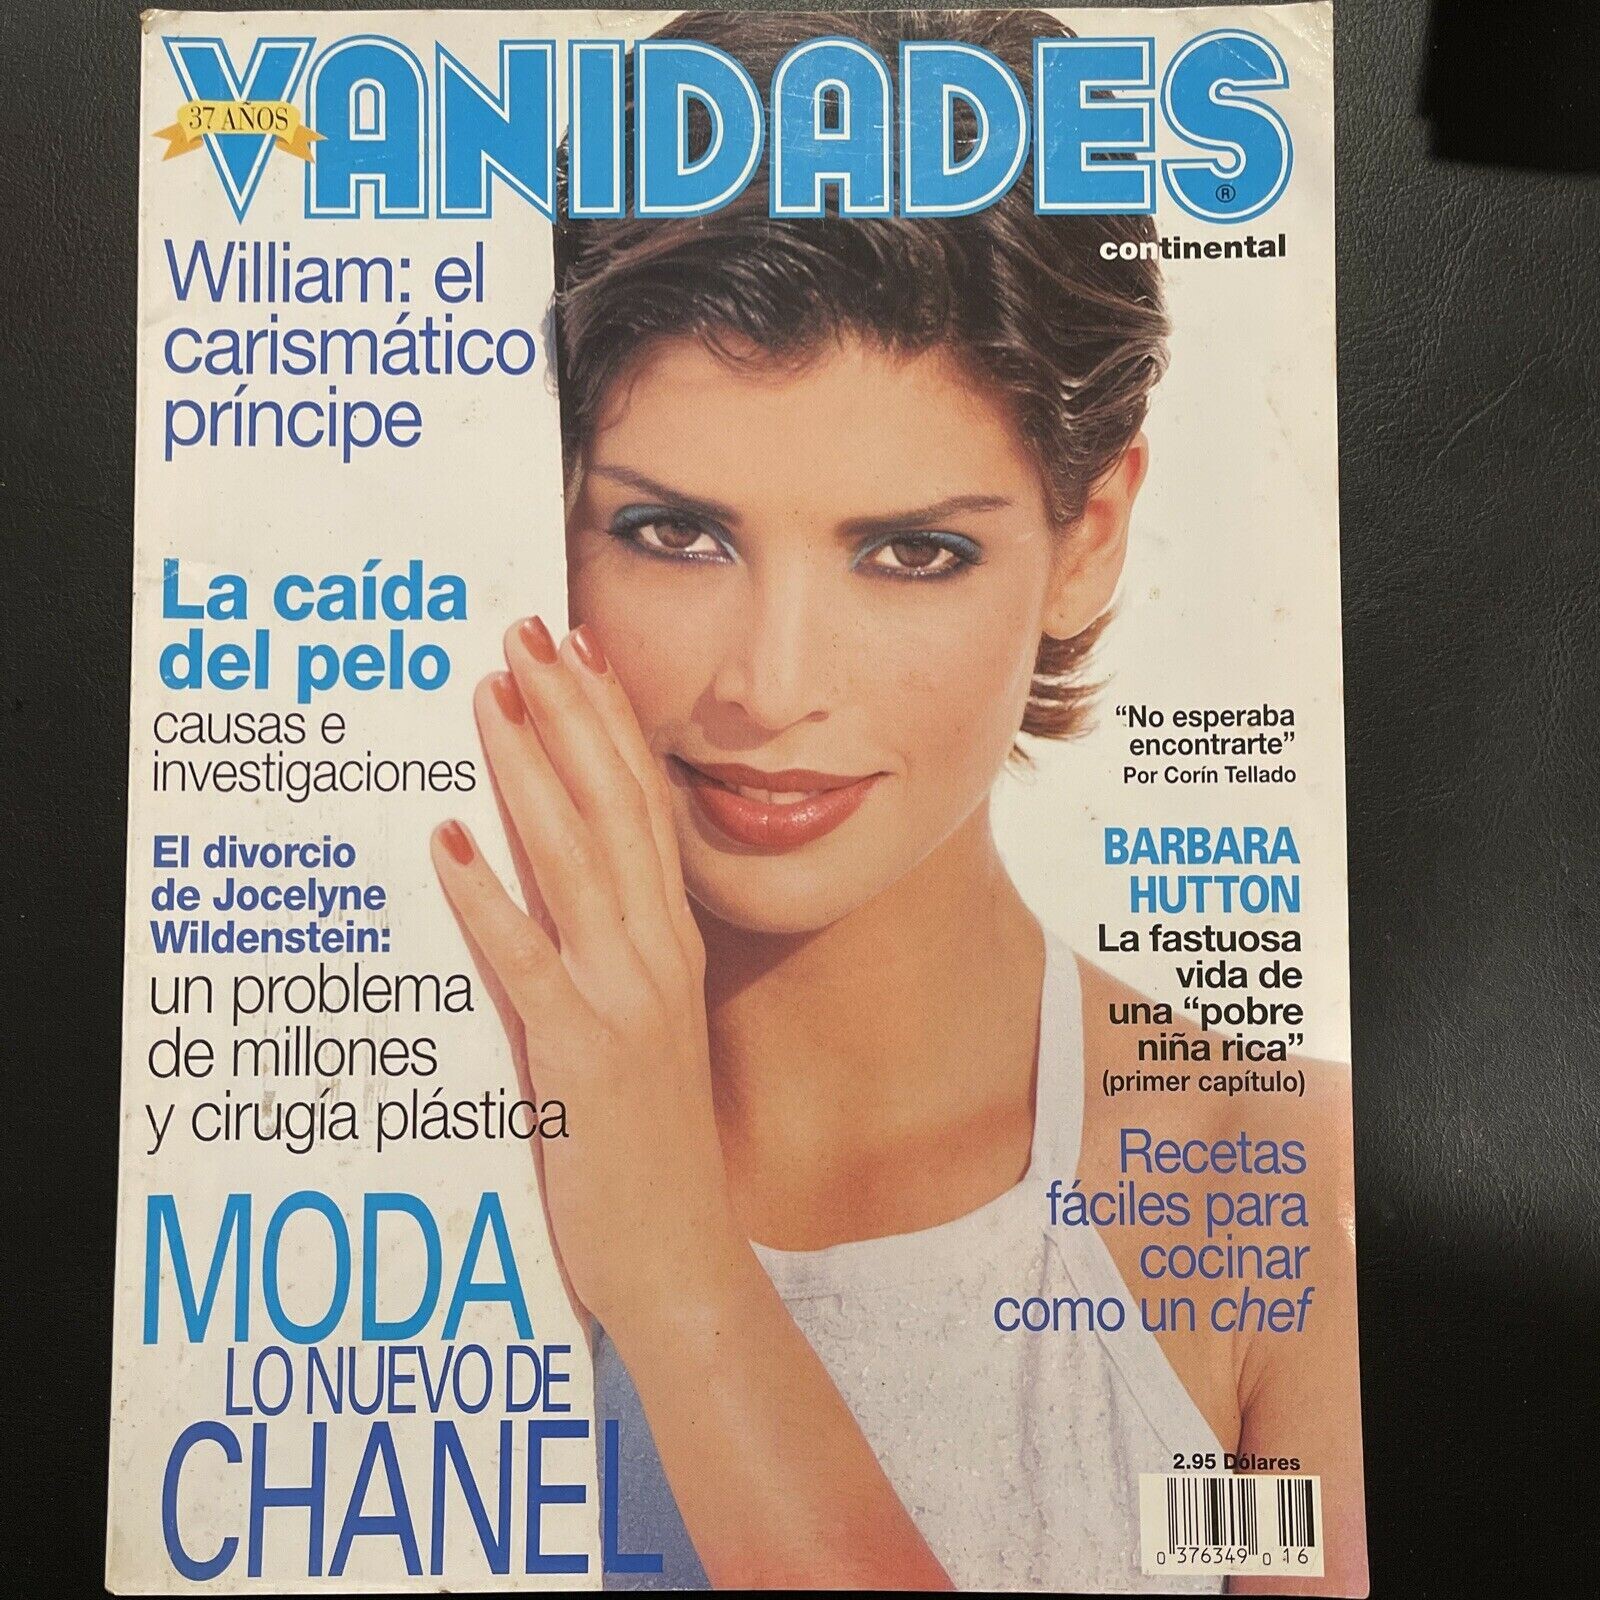 VANIDADES
37 AÑOS
®
continental
William: el
carismático
príncipe
La caída
del pelo
causas e
investigaciones
El divorcio
de Jocelyne
Wildenstein:
un problema
de millones
y cirugía plástica
MODA
LO NUEVO DE
CHANEL
“No esperaba
encontrarte”
Por Corín Tellado
BARBARA
HUTTON
La fastuosa
vida de
una “pobre
niña rica”
(primer capítulo)
Recetas
fáciles para
cocinar
como un chef
2.95 Dólares
0 376349 0 16